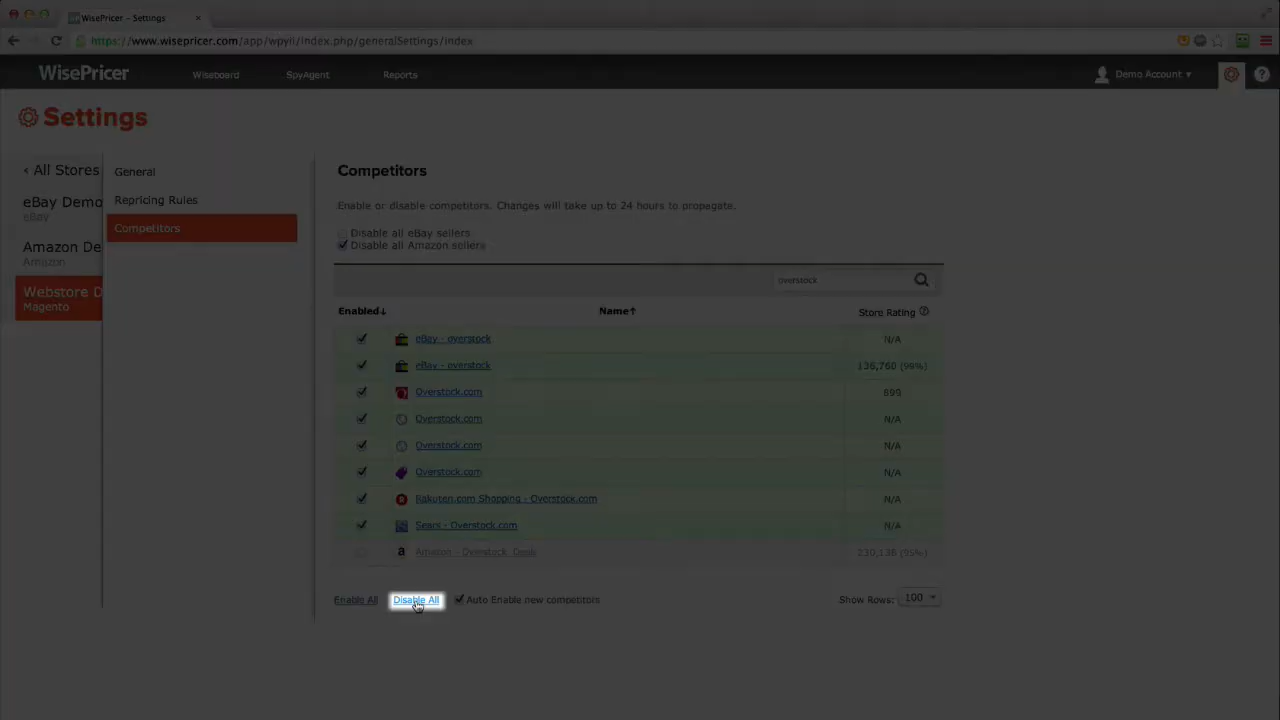 WisePricer – Settings
https://www.wisepricer.com/app/wpyii/index.php/generalSettings/index
WisePricer Wiseboard SpyAgent Reports Demo Account ▾ ?
Settings
‹ All Stores
eBay Demo
eBay
Amazon De
Amazon
Webstore D
Magento
General
Repricing Rules
Competitors
Competitors
Enable or disable competitors. Changes will take up to 24 hours to propagate.
Disable all eBay sellers
Disable all Amazon sellers
overstock
Enabled↓ Name↑ Store Rating ?
eBay - overstock N/A
eBay - overstock 136,760 (99%)
Overstock.com 699
Overstock.com N/A
Overstock.com N/A
Overstock.com N/A
Rakuten.com Shopping - Overstock.com N/A
Sears - Overstock.com N/A
a Amazon - Overstock_Deals 230,138 (95%)
Enable All Disable All Auto Enable new competitors Show Rows: 100